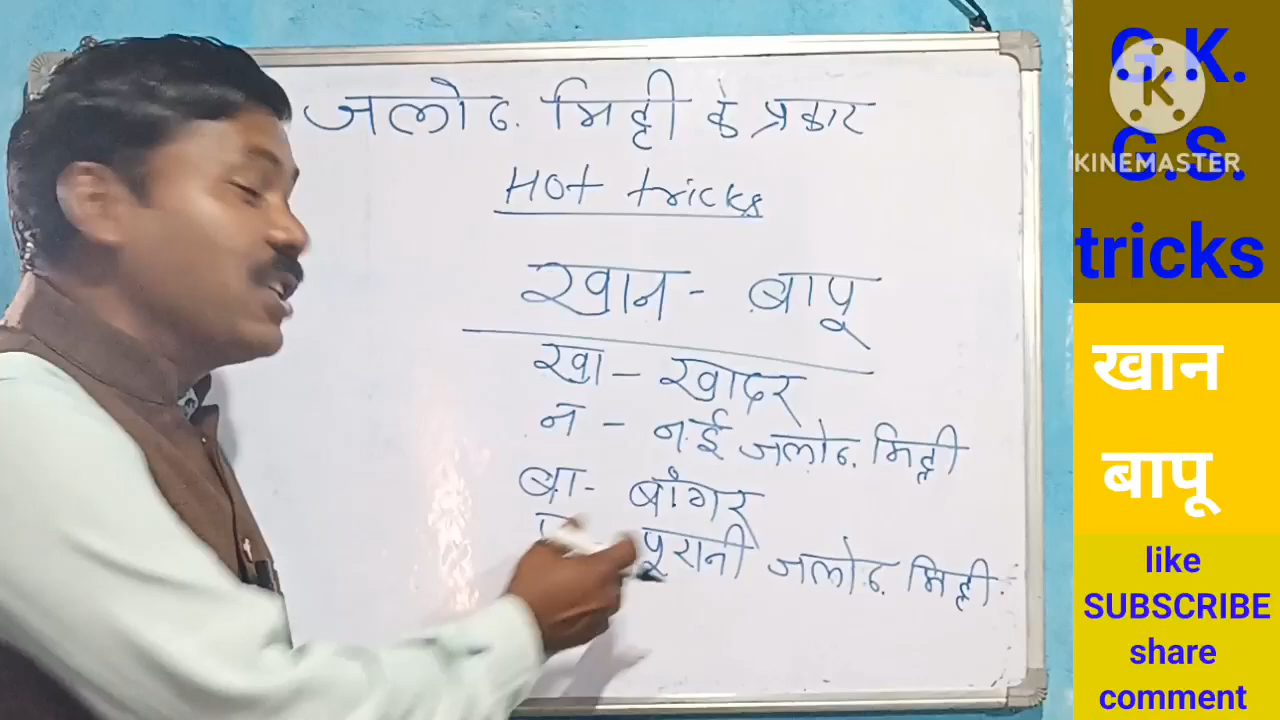 जलोढ़ मिट्टी के प्रकार
Hot tricks
खान - बापू
खा - खादर
न - नई जलोढ़ मिट्टी
बा - बाँगर
पूरानी जलोढ़ मिट्टी
G.K.
G.S.
tricks
K
KINEMASTER
खान
बापू
like
SUBSCRIBE
share
comment